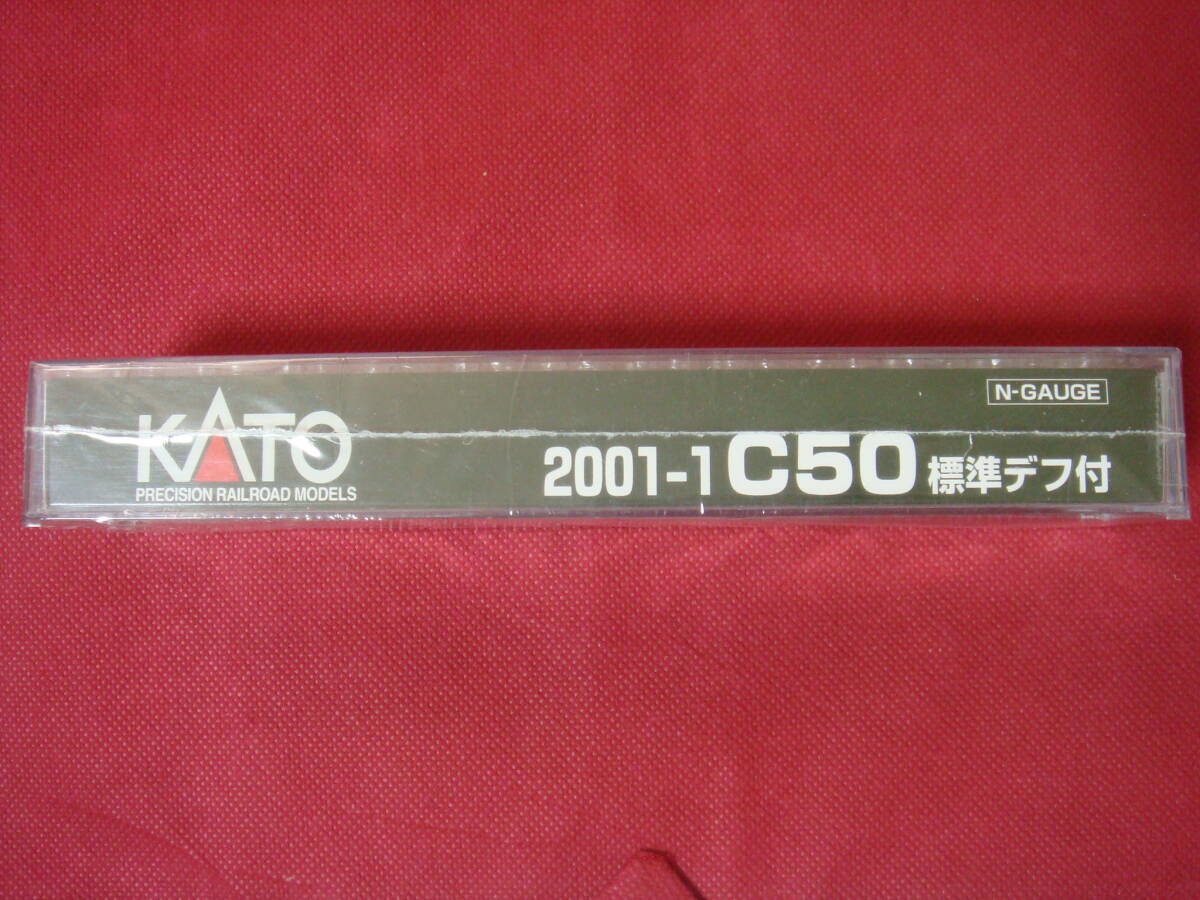 N-GAUGE
KATO
PRECISION RAILROAD MODELS
2001-1 C50 標準デフ付